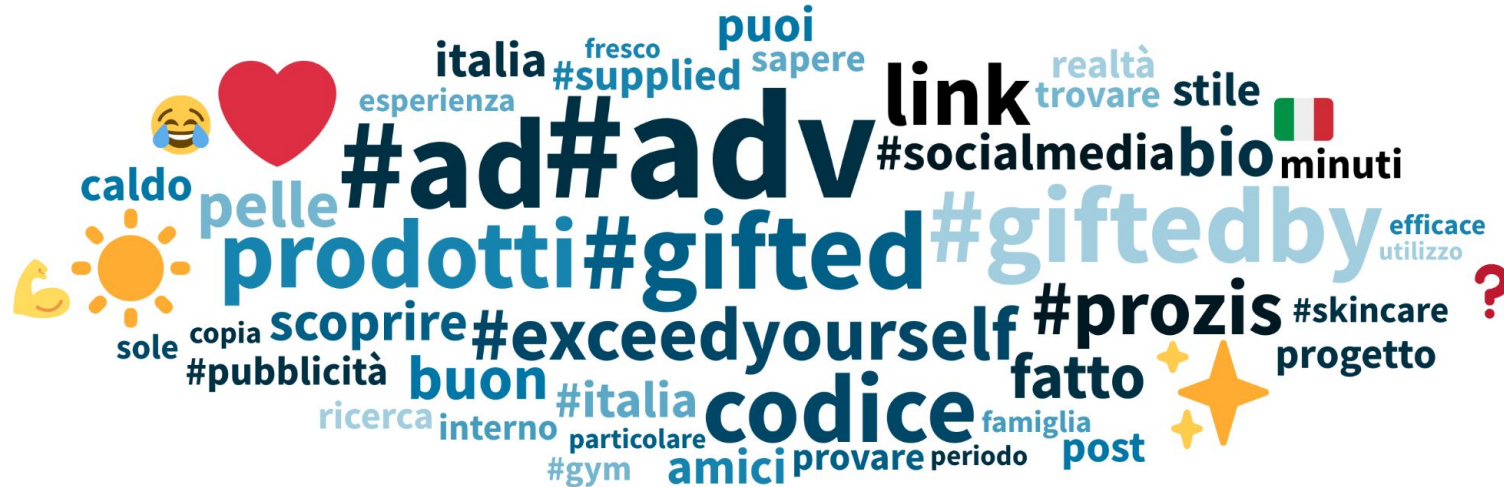 puoi
italia fresco sapere
#supplied
esperienza
link realtà
trovare stile
#ad #adv
#socialmedia bio minuti
caldo pelle
prodotti #gifted #giftedby efficace
utilizzo
?
sole copia scoprire #exceedyourself #prozis #skincare
#pubblicità buon fatto progetto
ricerca interno #italia codice famiglia
particolare post
#gym amici provare periodo